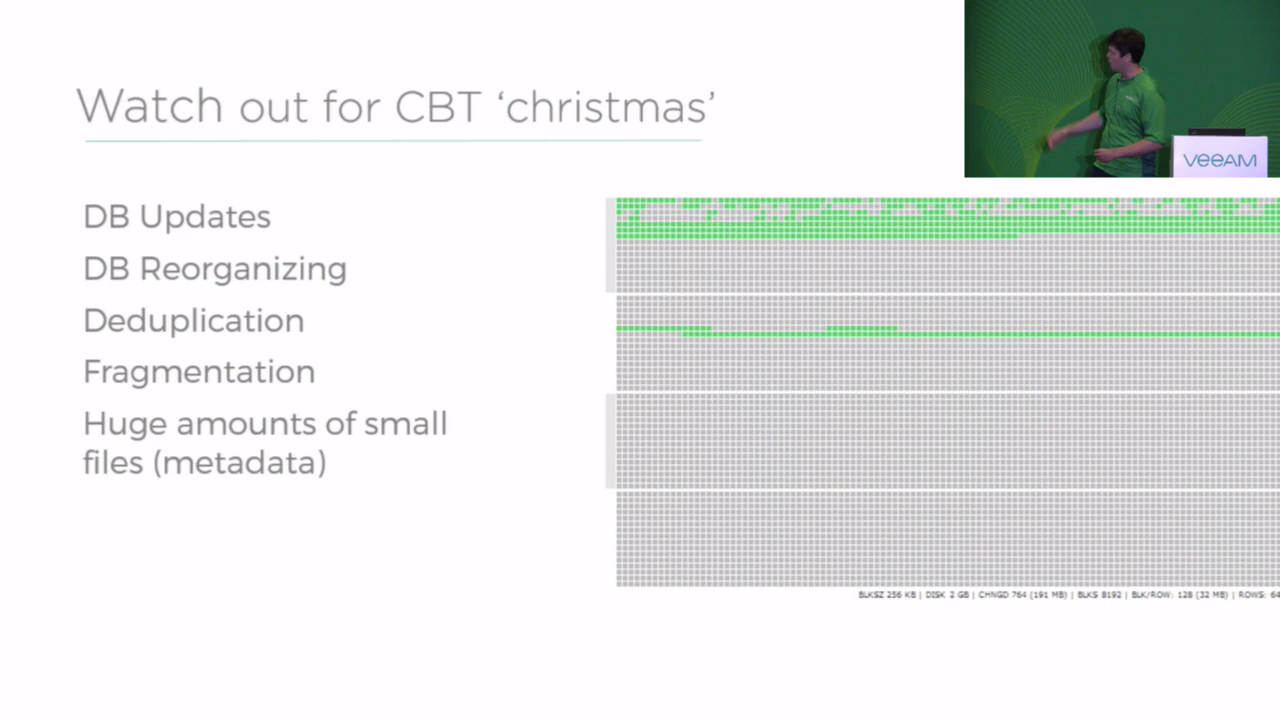 Watch out for CBT ‘christmas’
VEEAM
DB Updates
DB Reorganizing
Deduplication
Fragmentation
Huge amounts of small
files (metadata)
BLKSZ 256 KB | DISK 2 GB | CHNGD 764 (191 MB) | BLKS 8192 | BLK/ROW: 128 (32 MB) | ROWS: 64